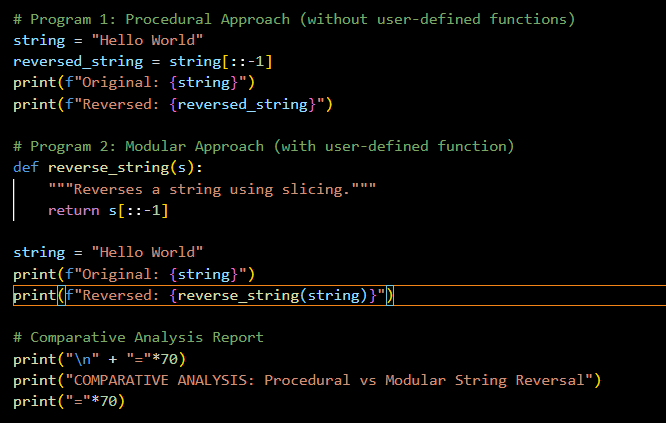 # Program 1: Procedural Approach (without user-defined functions)
string = "Hello World"
reversed_string = string[::-1]
print(f"Original: {string}")
print(f"Reversed: {reversed_string}")

# Program 2: Modular Approach (with user-defined function)
def reverse_string(s):
    """Reverses a string using slicing."""
    return s[::-1]

string = "Hello World"
print(f"Original: {string}")
print(f"Reversed: {reverse_string(string)}")

# Comparative Analysis Report
print("\n" + "="*70)
print("COMPARATIVE ANALYSIS: Procedural vs Modular String Reversal")
print("="*70)